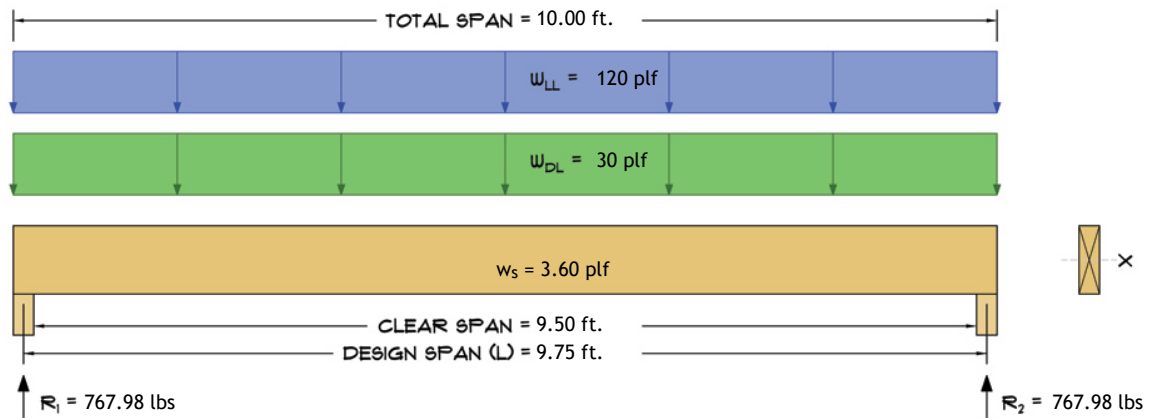 TOTAL SPAN = 10.00 ft.
WLL = 120 plf
WDL = 30 plf
ws = 3.60 plf
X
CLEAR SPAN = 9.50 ft.
DESIGN SPAN (L) = 9.75 ft.
R1 = 767.98 lbs
R2 = 767.98 lbs